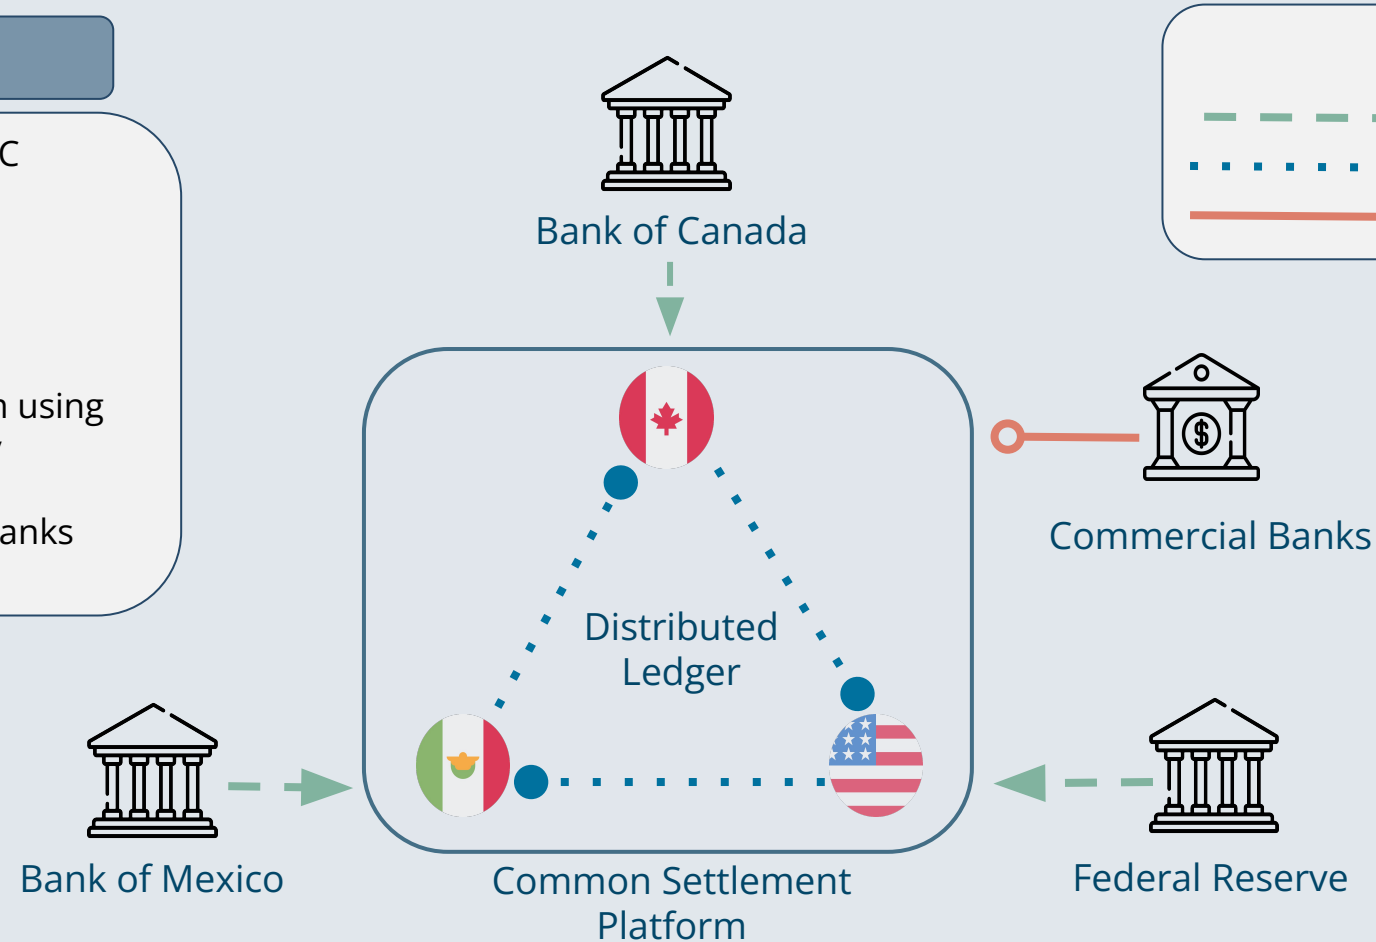 C
Bank of Canada
using
anks
Commercial Banks
Distributed
Ledger
Bank of Mexico
Common Settlement
Platform
Federal Reserve
$